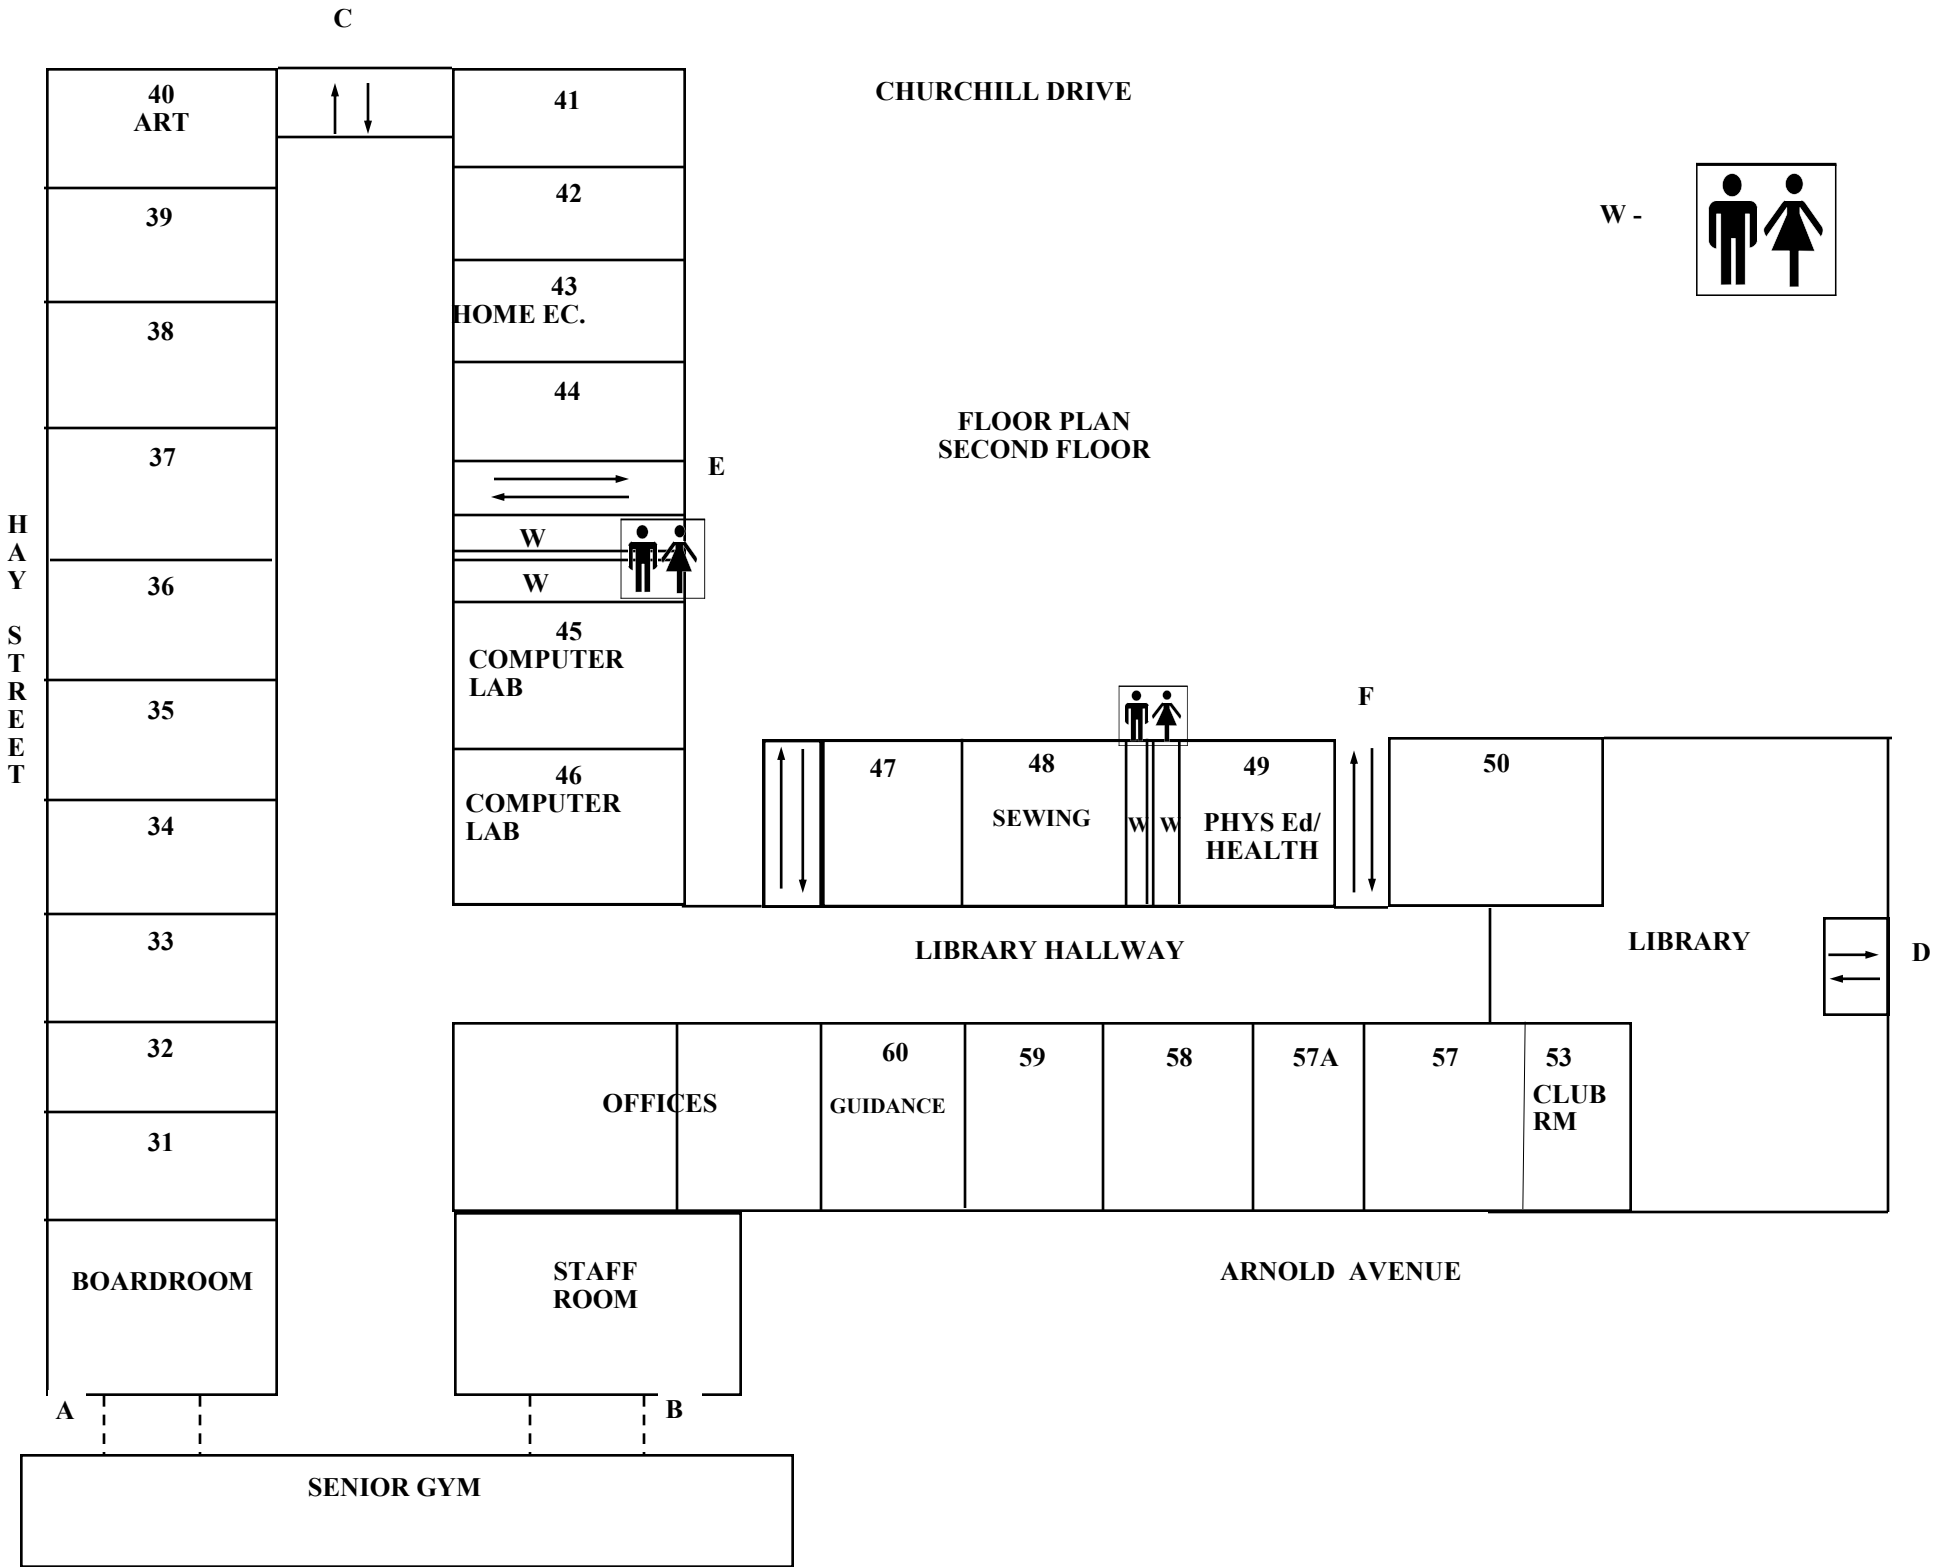 C
40
ART
41
CHURCHILL DRIVE
39
42
W -
38
43
HOME EC.
44
FLOOR PLAN
SECOND FLOOR
37
E
HAY STREET
W
W
36
45
COMPUTER
LAB
35
F
34
46
COMPUTER
LAB
47
48
SEWING
W
W
49
PHYS Ed/
HEALTH
50
33
LIBRARY HALLWAY
LIBRARY
D
32
31
OFFICES
60
GUIDANCE
59
58
57A
57
53
CLUB
RM
BOARDROOM
STAFF
ROOM
ARNOLD AVENUE
A
B
SENIOR GYM